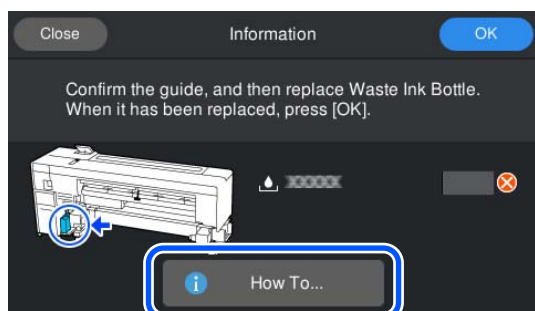 Close
Information
OK
Confirm the guide, and then replace Waste Ink Bottle.
When it has been replaced, press [OK].
XXXXX
How To...